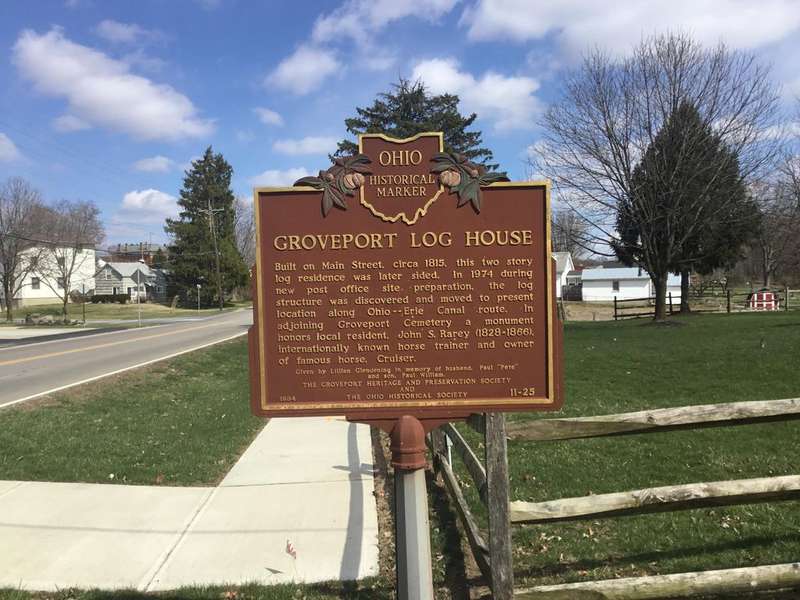 OHIO
HISTORICAL
MARKER
GROVEPORT LOG HOUSE
Built on Main Street, circa 1815, this two story
log residence was later sided. In 1974 during
new post office site preparation, the log
structure was discovered and moved to present
location along Ohio--Erie Canal route. In
adjoining Groveport Cemetery a monument
honors local resident, John S. Rarey (1828-1866),
internationally known horse trainer and owner
of famous horse, Cruiser.
Given by Lillian Glendening in memory of husband, Paul "Pete"
and son, Paul William.
THE GROVEPORT HERITAGE AND PRESERVATION SOCIETY
AND
1994 THE OHIO HISTORICAL SOCIETY 11-25